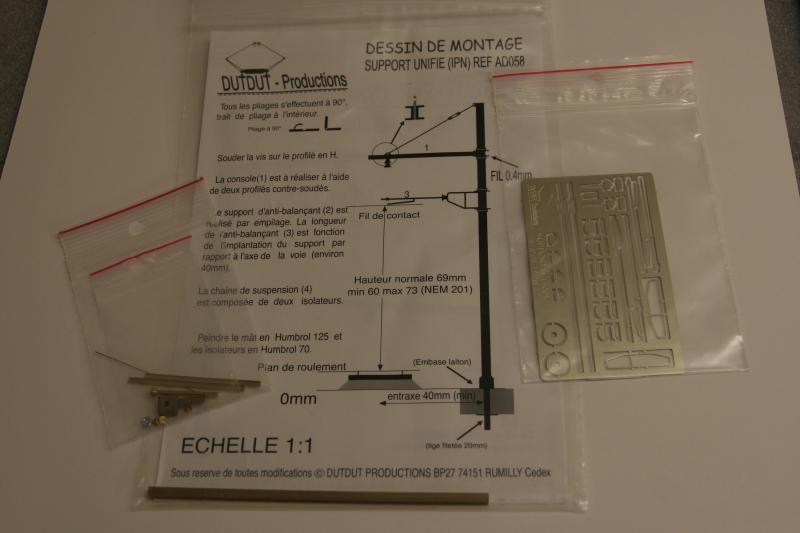 DUTDUT - Productions
DESSIN DE MONTAGE
SUPPORT UNIFIE (IPN) REF AD058
Tous les pliages s'effectuent à 90°,
trait de pliage à l'intérieur.
Pliage à 90°
Souder la vis sur le profilé en H.
La console(1) est à réaliser à l'aide
de deux profilés contre-soudés.
Le support d'anti-balançant (2) est
réalisé par empilage. La longueur
de l'anti-balançant (3) est fonction
de l'implantation du support par
rapport à l'axe de la voie (environ
40mm).
La chaine de suspension (4)
est composée de deux isolateurs.
Peindre le mât en Humbrol 125 et
les isolateurs en Humbrol 70.
1
FIL 0.4mm
3
Fil de contact
Hauteur normale 69mm
min 60 max 73 (NEM 201)
Plan de roulement
(Embase laiton)
0mm
entraxe 40mm (min)
(tige filetée 20mm)
ECHELLE 1:1
Sous reserve de toutes modifications © DUTDUT PRODUCTIONS BP27 74151 RUMILLY Cedex